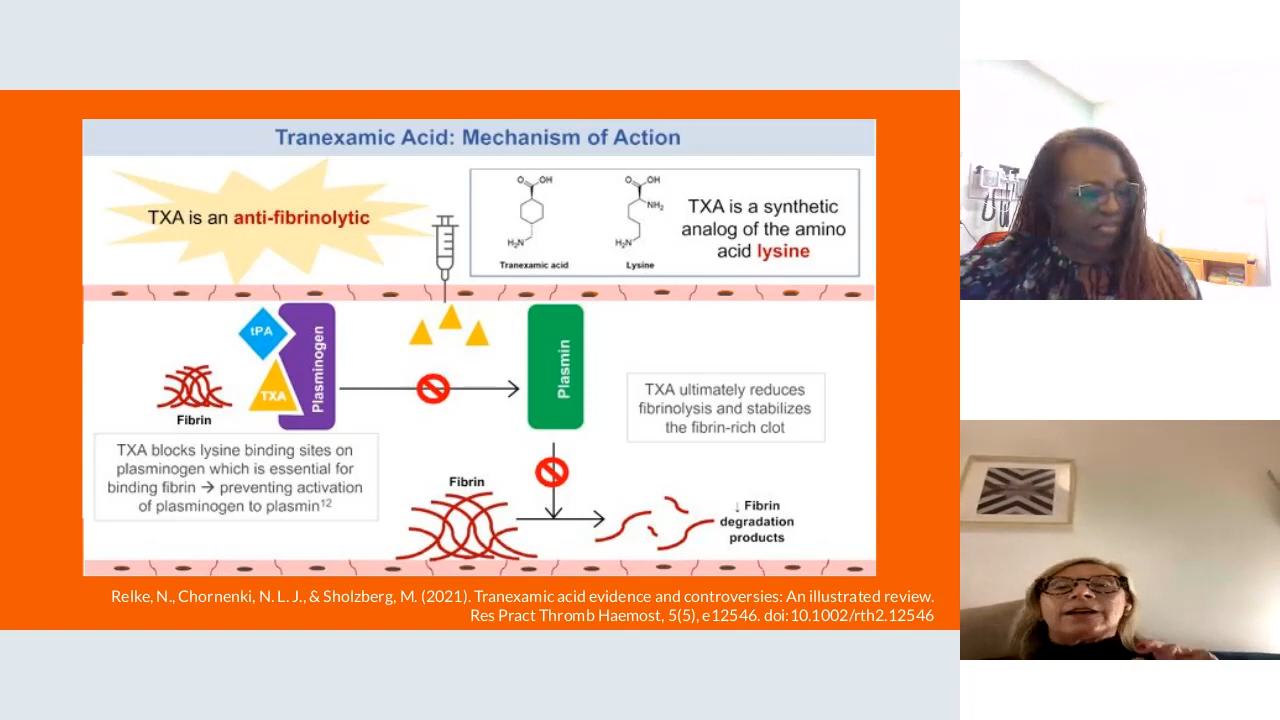 Tranexamic Acid: Mechanism of Action
TXA is an anti-fibrinolytic
O OH
H₂N
Tranexamic acid
O OH
NH₂
H₂N
Lysine
TXA is a synthetic
analog of the amino
acid lysine
tPA
TXA
Plasminogen
Fibrin
Plasmin
TXA ultimately reduces
fibrinolysis and stabilizes
the fibrin-rich clot
TXA blocks lysine binding sites on
plasminogen which is essential for
binding fibrin → preventing activation
of plasminogen to plasmin¹²
Fibrin
↓ Fibrin
degradation
products
Relke, N., Chornenki, N. L. J., & Sholzberg, M. (2021). Tranexamic acid evidence and controversies: An illustrated review.
Res Pract Thromb Haemost, 5(5), e12546. doi:10.1002/rth2.12546